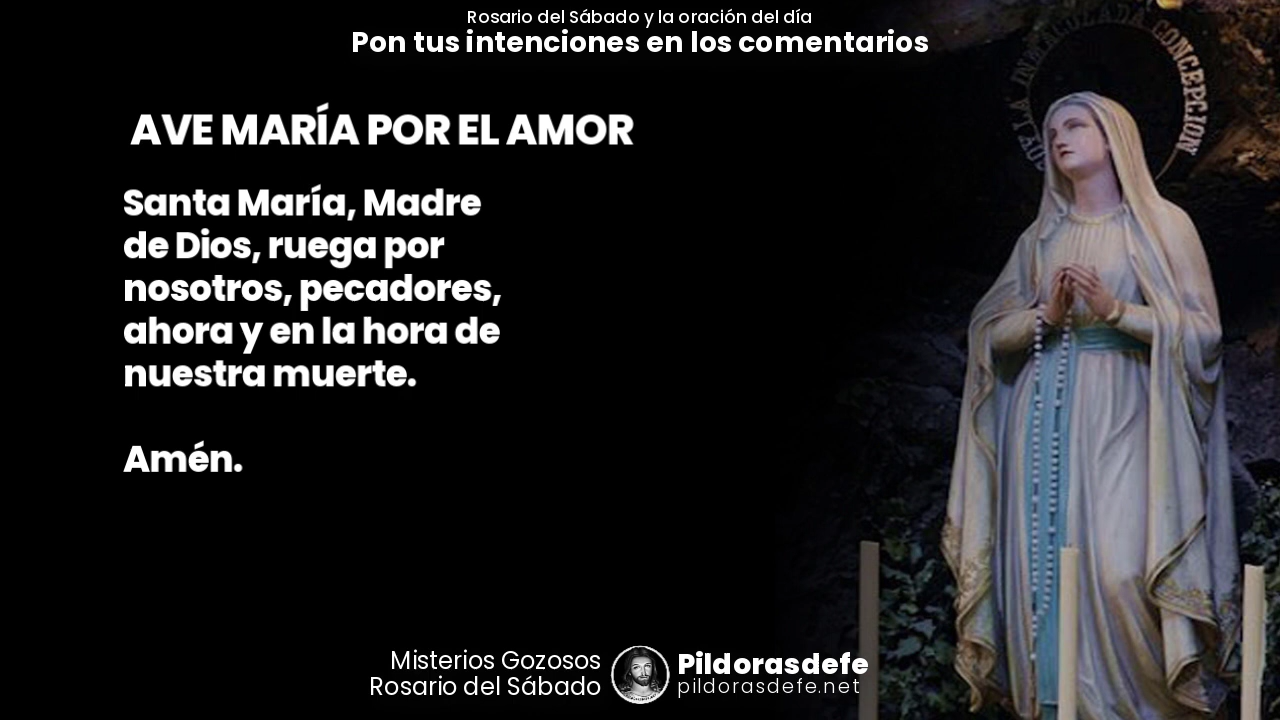 Rosario del Sábado y la oración del día
Pon tus intenciones en los comentarios
AVE MARÍA POR EL AMOR
Santa María, Madre
de Dios, ruega por
nosotros, pecadores,
ahora y en la hora de
nuestra muerte.
Amén.
INMACULADA CONCEPCION
Misterios Gozosos
Rosario del Sábado
Pildorasdefe
pildorasdefe.net